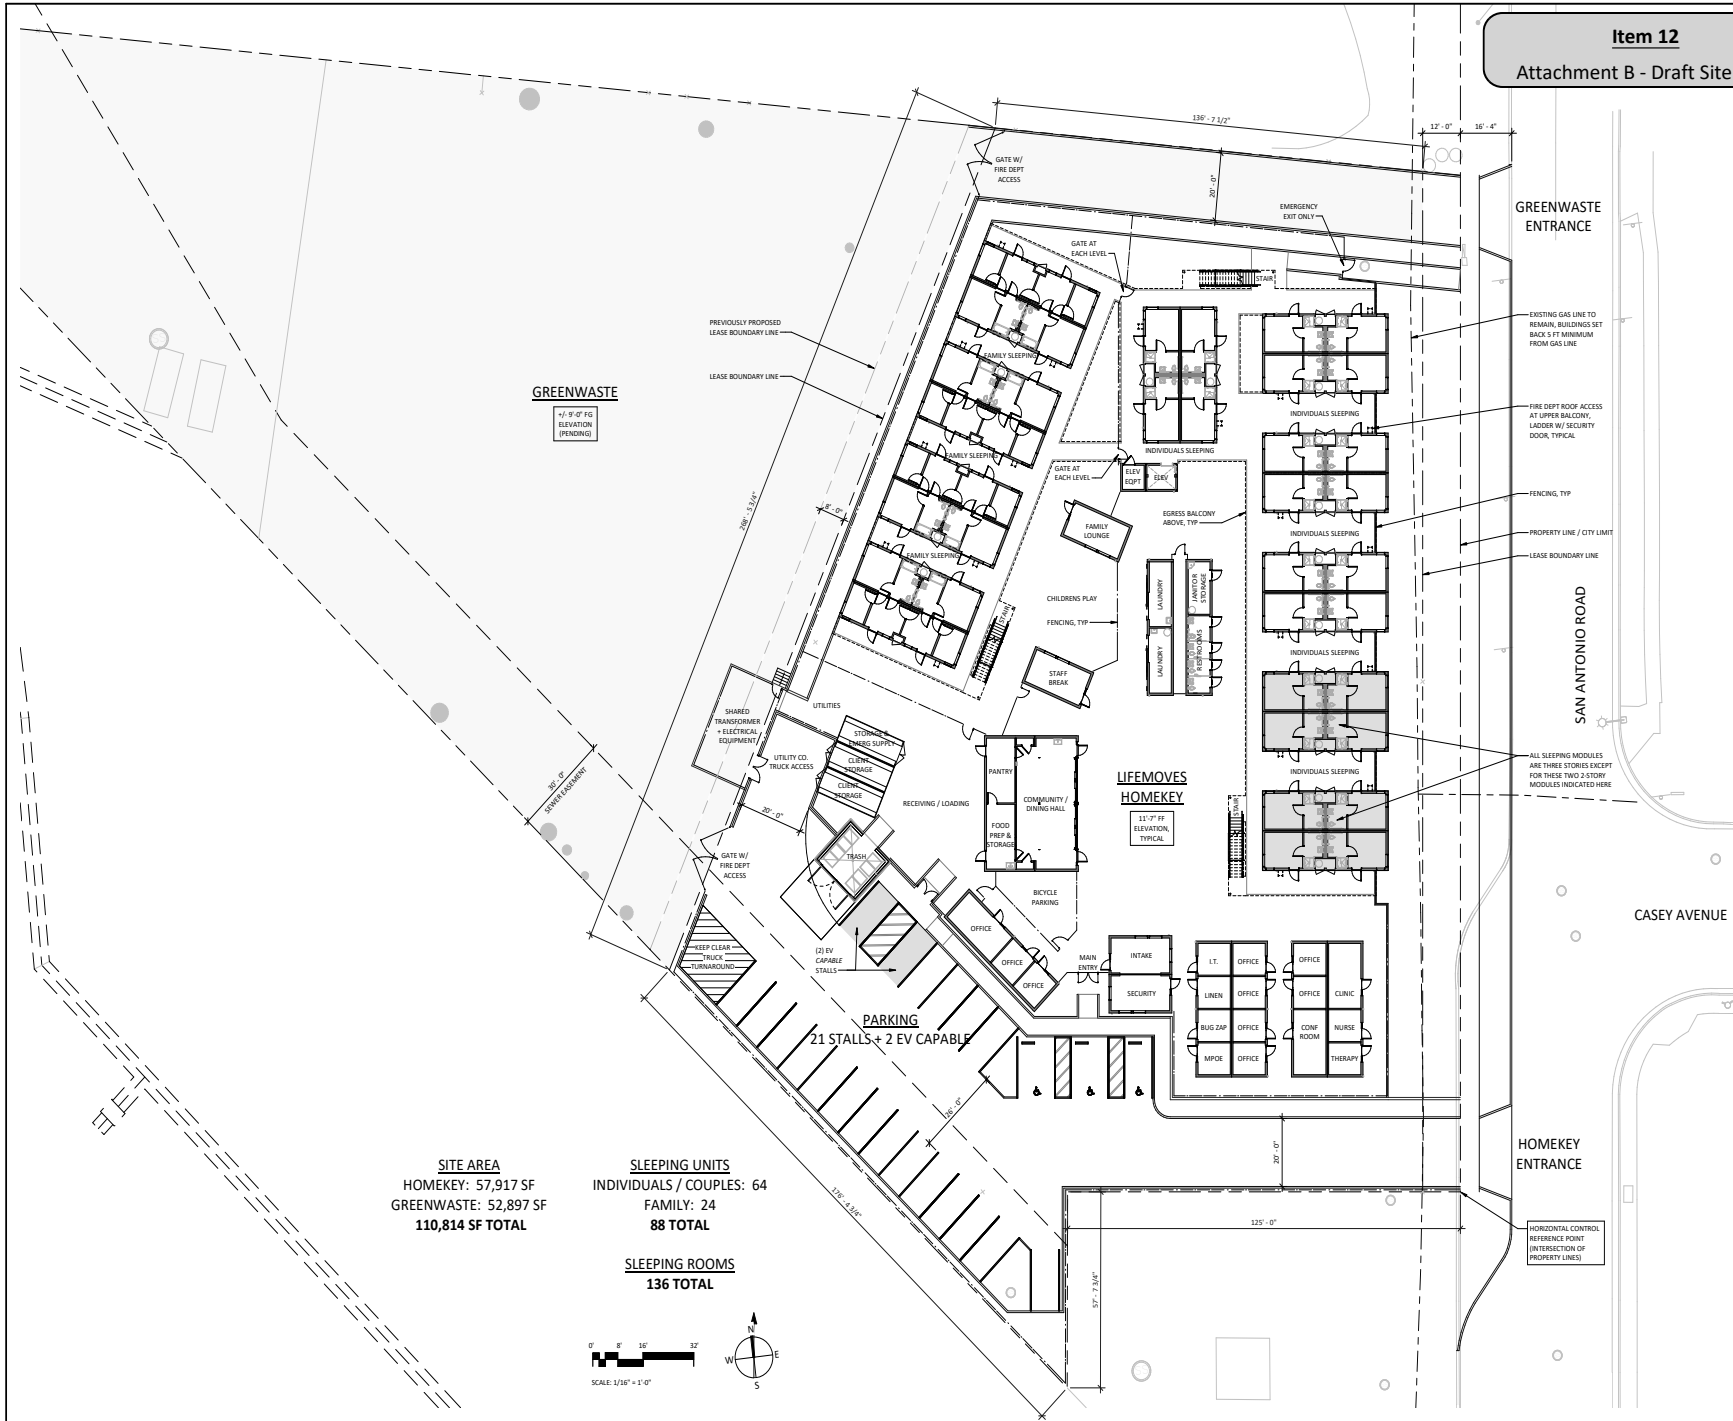 Item 12
Attachment B - Draft Site
136' - 7 1/2"
12' - 0"
16' - 4"
GATE W/
FIRE DEPT
ACCESS
20' - 0"
EMERGENCY
EXIT ONLY
GREENWASTE
ENTRANCE
GATE AT
EACH LEVEL
STAIR
PREVIOUSLY PROPOSED
LEASE BOUNDARY LINE
LEASE BOUNDARY LINE
EXISTING GAS LINE TO
REMAIN, BUILDINGS SET
BACK 5 FT MINIMUM
FROM GAS LINE
FAMILY SLEEPING
GREENWASTE
+/- 9'-0" FG
ELEVATION
(PENDING)
INDIVIDUALS SLEEPING
FIRE DEPT ROOF ACCESS
AT UPPER BALCONY,
LADDER W/ SECURITY
DOOR, TYPICAL
INDIVIDUALS SLEEPING
FAMILY SLEEPING
GATE AT
EACH LEVEL
ELEV
EQPT
ELEV
FENCING, TYP
268' - 5 3/4"
8' - 0"
EGRESS BALCONY
ABOVE, TYP
FAMILY
LOUNGE
INDIVIDUALS SLEEPING
PROPERTY LINE / CITY LIMIT
LEASE BOUNDARY LINE
FAMILY SLEEPING
LAUNDRY
JANITOR
STORAGE
CHILDRENS PLAY
FENCING, TYP
STAIR
SAN ANTONIO ROAD
LAUNDRY
RESTROOMS
INDIVIDUALS SLEEPING
STAFF
BREAK
UTILITIES
SHARED
TRANSFORMER
+ ELECTRICAL
EQUIPMENT
STORAGE &
EMERG SUPPLY
UTILITY CO.
TRUCK ACCESS
CLIENT
STORAGE
CLIENT
STORAGE
30' - 0"
SEWER EASEMENT
20' - 0"
RECEIVING / LOADING
PANTRY
COMMUNITY /
DINING HALL
FOOD
PREP &
STORAGE
LIFEMOVES
HOMEKEY
11'-7" FF
ELEVATION,
TYPICAL
INDIVIDUALS SLEEPING
ALL SLEEPING MODULES
ARE THREE STORIES EXCEPT
FOR THESE TWO 2-STORY
MODULES INDICATED HERE
STAIR
TRASH
GATE W/
FIRE DEPT
ACCESS
BICYCLE
PARKING
CASEY AVENUE
KEEP CLEAR
TRUCK
TURNAROUND
(2) EV
CAPABLE
STALLS
OFFICE
OFFICE
OFFICE
MAIN
ENTRY
INTAKE
SECURITY
I.T.
OFFICE
LINEN
OFFICE
BUG ZAP
OFFICE
MPOE
OFFICE
OFFICE
OFFICE
CLINIC
CONF
ROOM
NURSE
THERAPY
PARKING
21 STALLS + 2 EV CAPABLE
26' - 0"
20' - 0"
HOMEKEY
ENTRANCE
176' - 4 3/4"
125' - 0"
57' - 7 3/4"
HORIZONTAL CONTROL
REFERENCE POINT
(INTERSECTION OF
PROPERTY LINES)
SITE AREA
HOMEKEY: 57,917 SF
GREENWASTE: 52,897 SF
110,814 SF TOTAL
SLEEPING UNITS
INDIVIDUALS / COUPLES: 64
FAMILY: 24
88 TOTAL
SLEEPING ROOMS
136 TOTAL
0' 8' 16' 32'
SCALE: 1/16" = 1'-0"
N
W
E
S